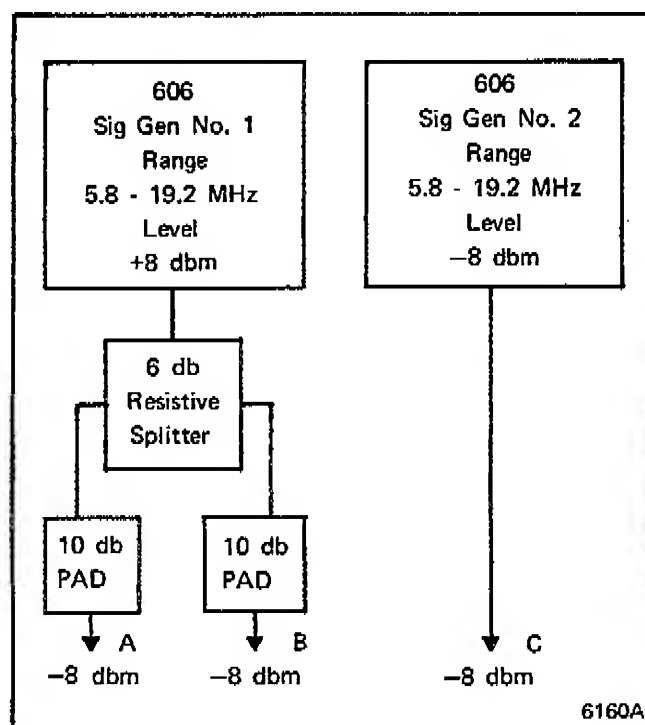 606
Sig Gen No. 1
Range
5.8 - 19.2 MHz
Level
+8 dbm
606
Sig Gen No. 2
Range
5.8 - 19.2 MHz
Level
−8 dbm
6 db
Resistive
Splitter
10 db
PAD
10 db
PAD
A
−8 dbm
B
−8 dbm
C
−8 dbm
6160A